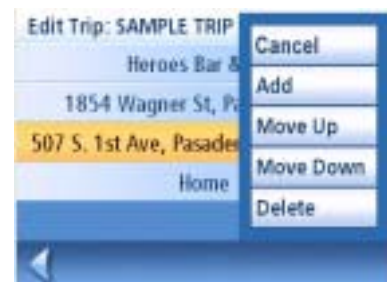 Edit Trip: SAMPLE TRIP
Heroes Bar &
1854 Wagner St,
507 S. 1st Ave,
Home
Cancel
Add
Move Up
Move Down
Delete